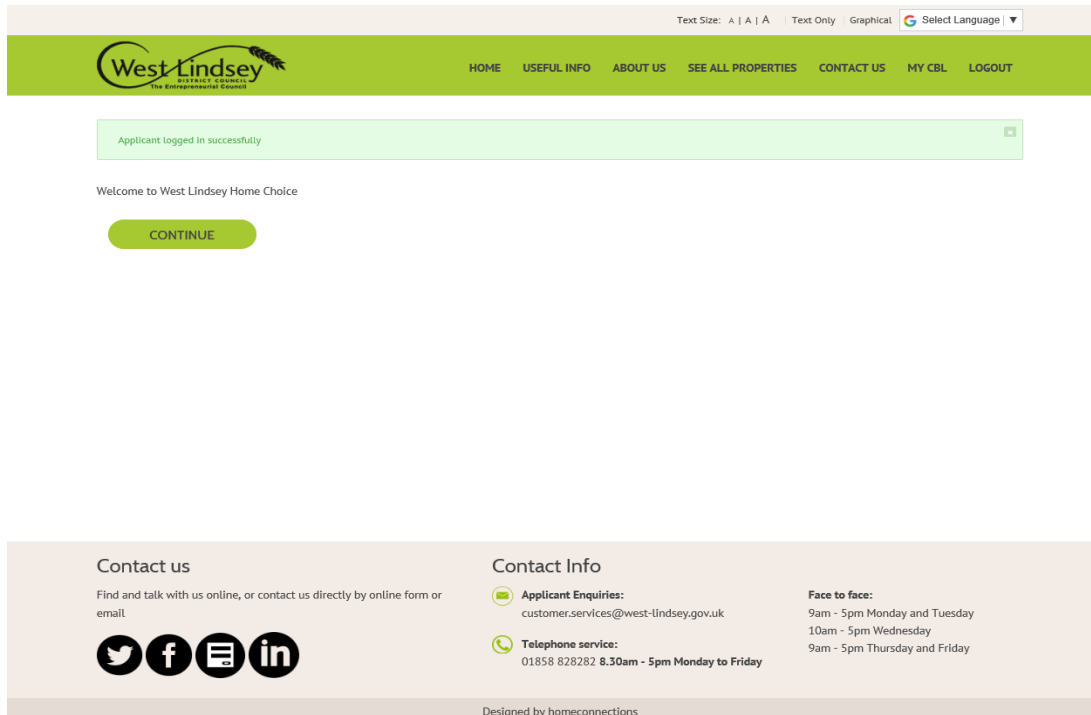 Text Size: A | A | A Text Only Graphical G Select Language ▼
West Lindsey
DISTRICT COUNCIL
The Entrepreneurial Council
HOME USEFUL INFO ABOUT US SEE ALL PROPERTIES CONTACT US MY CBL LOGOUT
Applicant logged in successfully
Welcome to West Lindsey Home Choice
CONTINUE
Contact us
Find and talk with us online, or contact us directly by online form or
email
Contact Info
Applicant Enquiries:
customer.services@west-lindsey.gov.uk
Telephone service:
01858 828282 8.30am - 5pm Monday to Friday
Face to face:
9am - 5pm Monday and Tuesday
10am - 5pm Wednesday
9am - 5pm Thursday and Friday
Designed by homeconnections